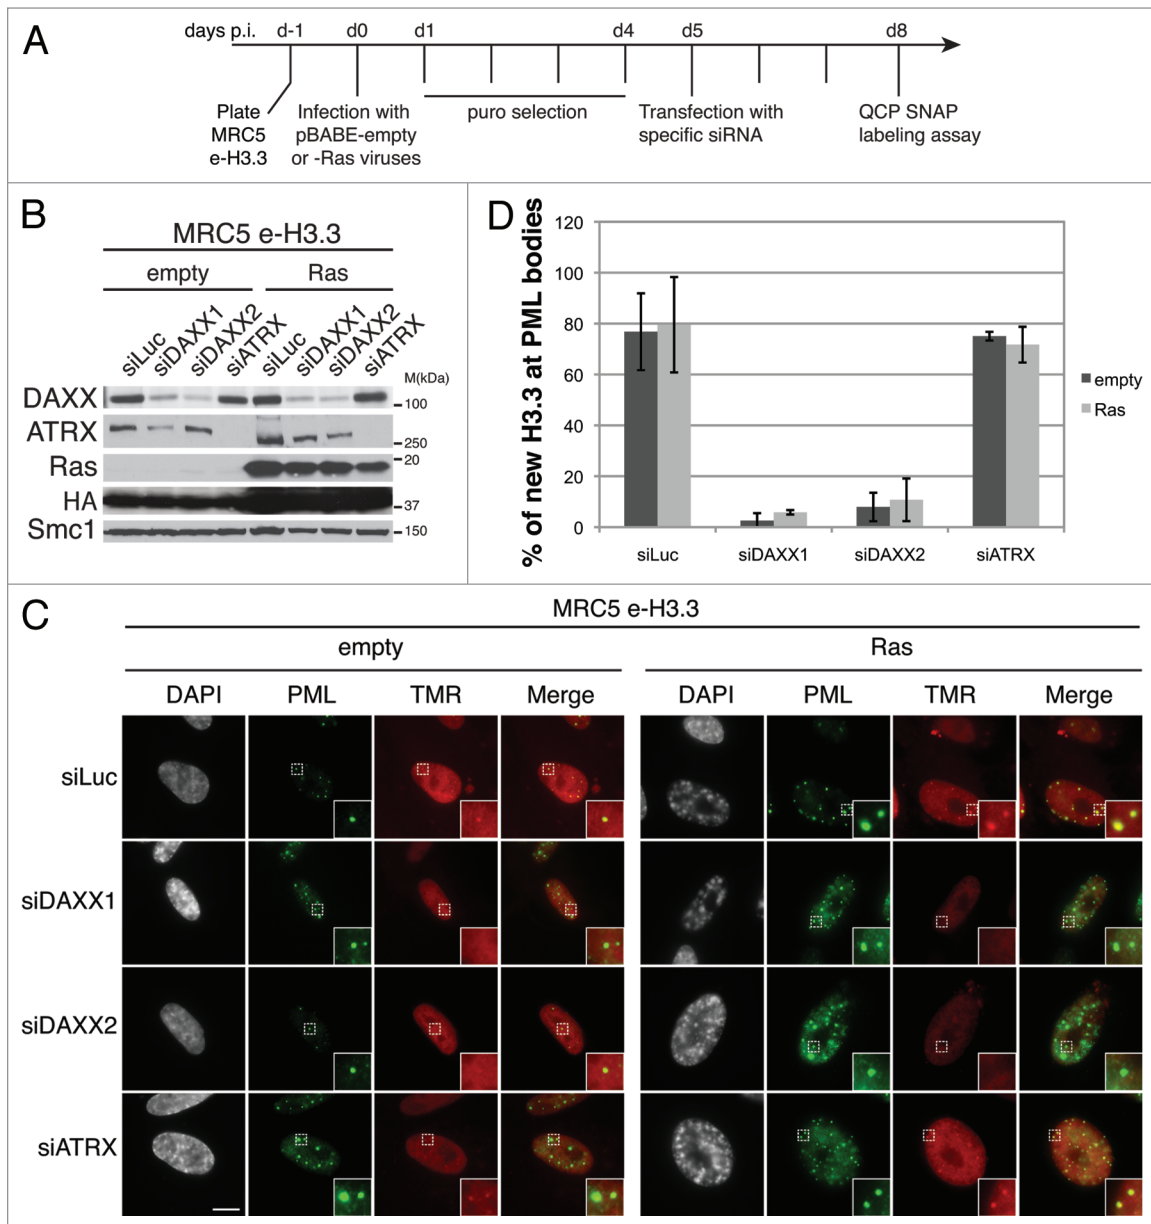 A
days p.i. d-1 d0 d1 d4 d5 d8
Plate
MRC5
e-H3.3
Infection with
pBABE-empty
or -Ras viruses
puro selection
Transfection with
specific siRNA
QCP SNAP
labeling assay
B
MRC5 e-H3.3
empty Ras
siLuc siDAXX1 siDAXX2 siATRX siLuc siDAXX1 siDAXX2 siATRX
M(kDa)
DAXX 100
ATRX 250
Ras 20
HA 37
Smc1 150
D
% of new H3.3 at PML bodies
120
100
80
60
40
20
0
siLuc siDAXX1 siDAXX2 siATRX
empty
Ras
C
MRC5 e-H3.3
empty Ras
DAPI PML TMR Merge DAPI PML TMR Merge
siLuc
siDAXX1
siDAXX2
siATRX